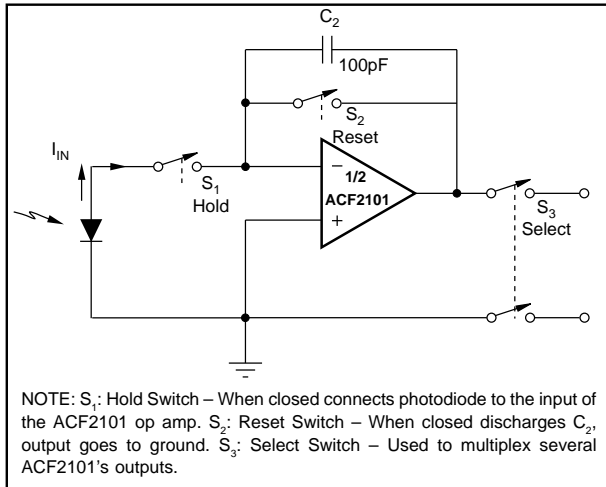 C₂
100pF
S₂
Reset
I_IN
S₁
Hold
−
1/2
ACF2101
+
S₃
Select
NOTE: S₁: Hold Switch – When closed connects photodiode to the input of
the ACF2101 op amp. S₂: Reset Switch – When closed discharges C₂,
output goes to ground. S₃: Select Switch – Used to multiplex several
ACF2101's outputs.